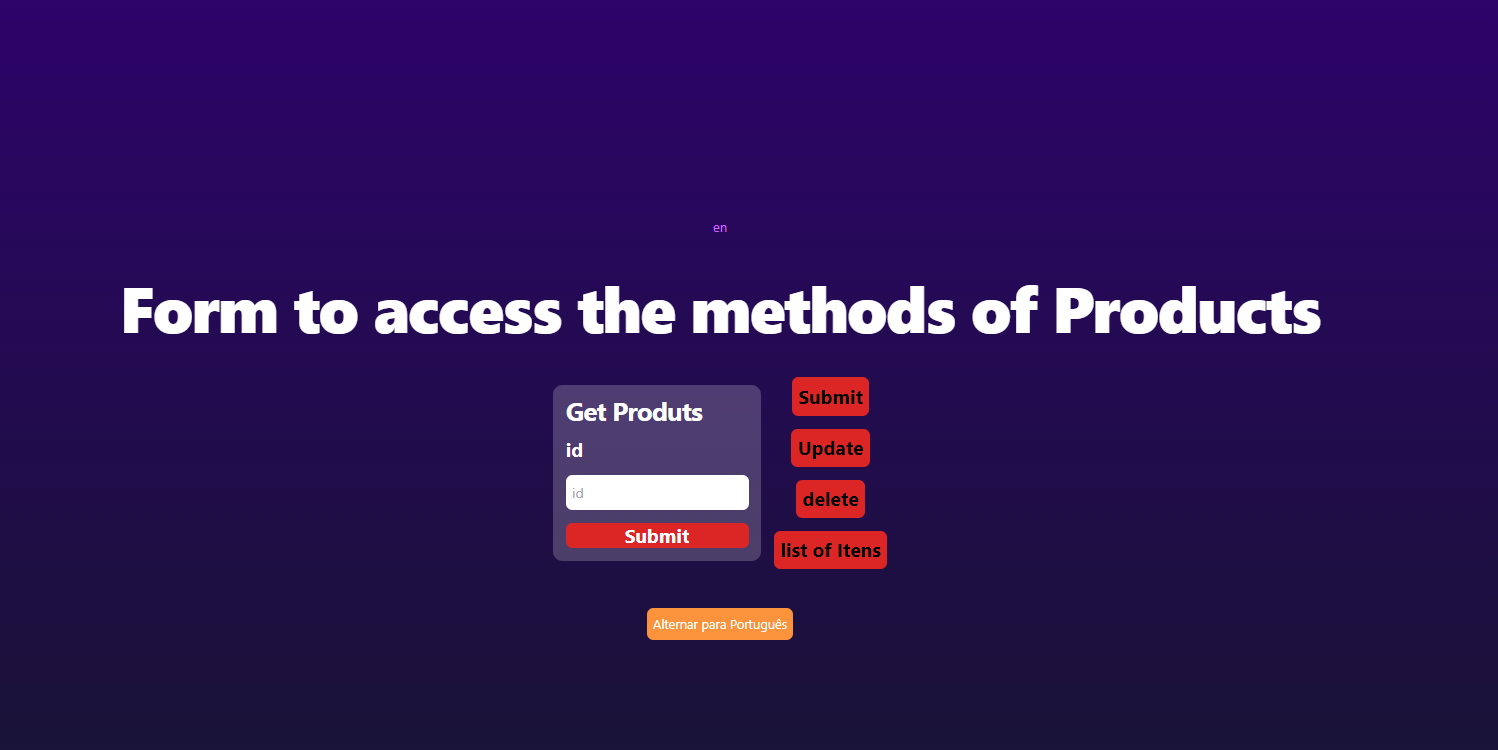 en
Form to access the methods of Products
Get Produts
id
id
Submit
Submit
Update
delete
list of Itens
Alternar para Português